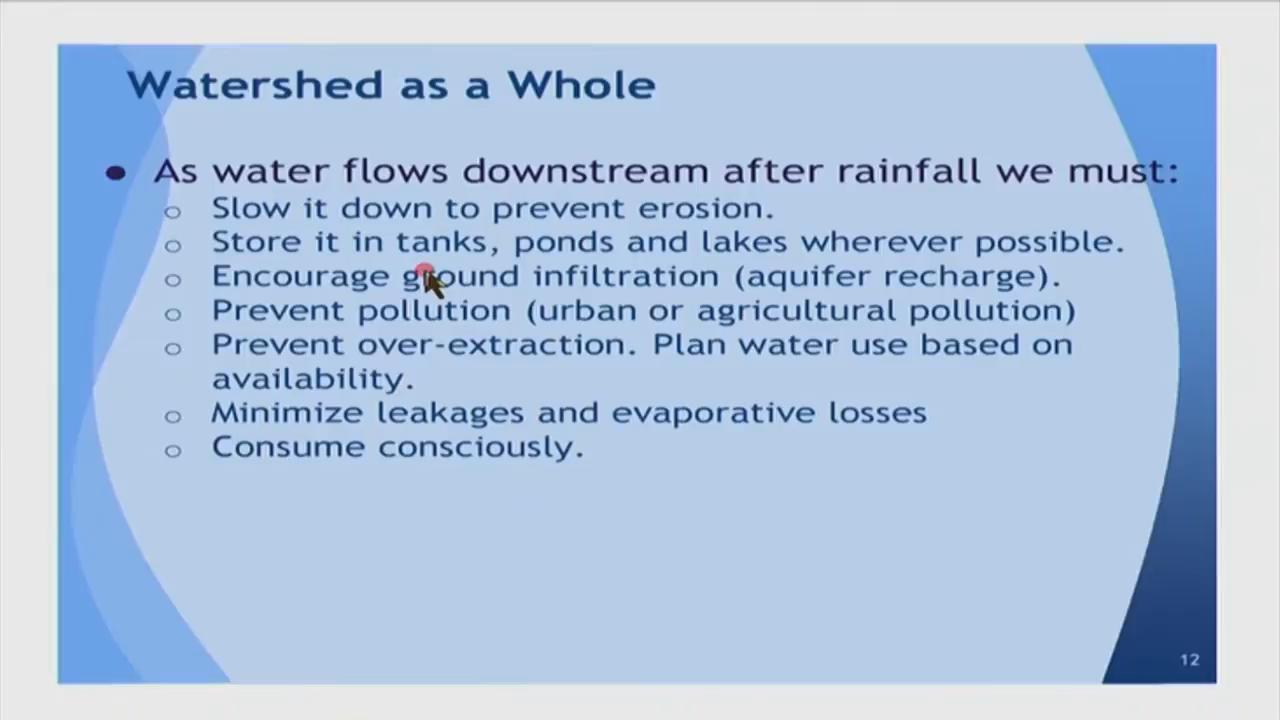 Watershed as a Whole
● As water flows downstream after rainfall we must:
o Slow it down to prevent erosion.
o Store it in tanks, ponds and lakes wherever possible.
o Encourage ground infiltration (aquifer recharge).
o Prevent pollution (urban or agricultural pollution)
o Prevent over-extraction. Plan water use based on
availability.
o Minimize leakages and evaporative losses
o Consume consciously.
12